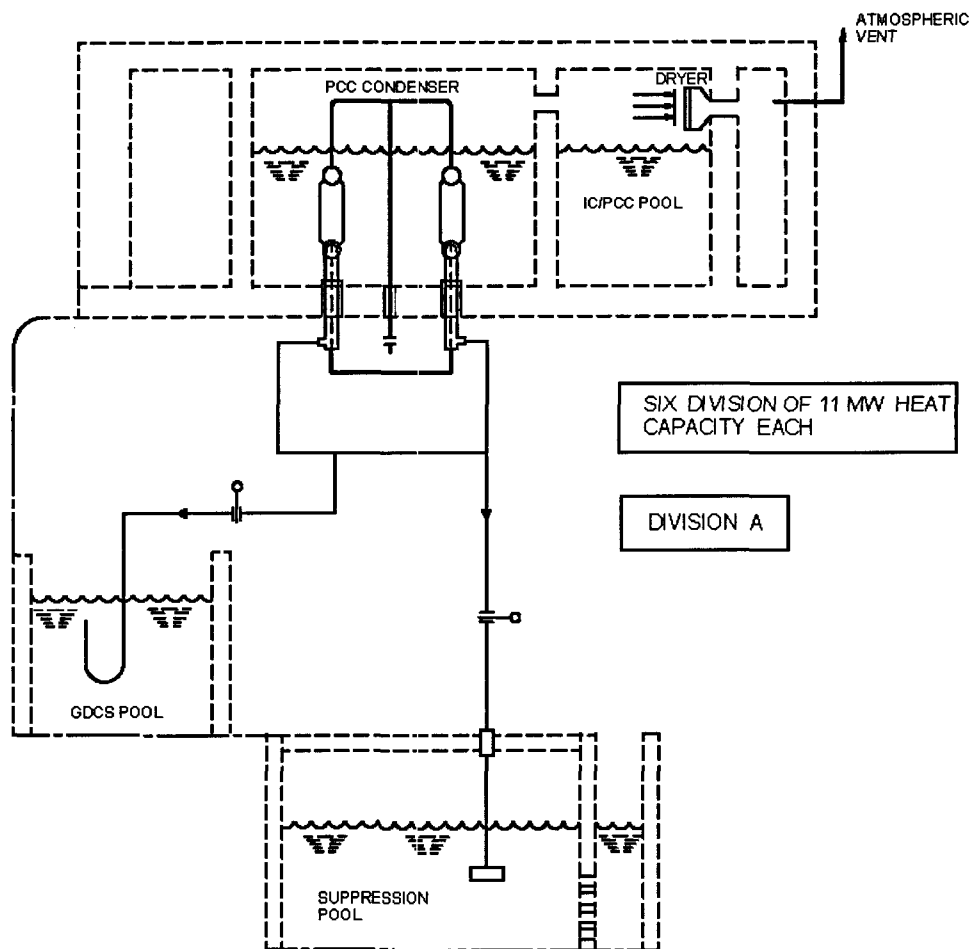 ATMOSPHERIC
VENT
PCC CONDENSER
DRYER
IC/PCC POOL
SIX DIVISION OF 11 MW HEAT
CAPACITY EACH
DIVISION A
GDCS POOL
SUPPRESSION
POOL